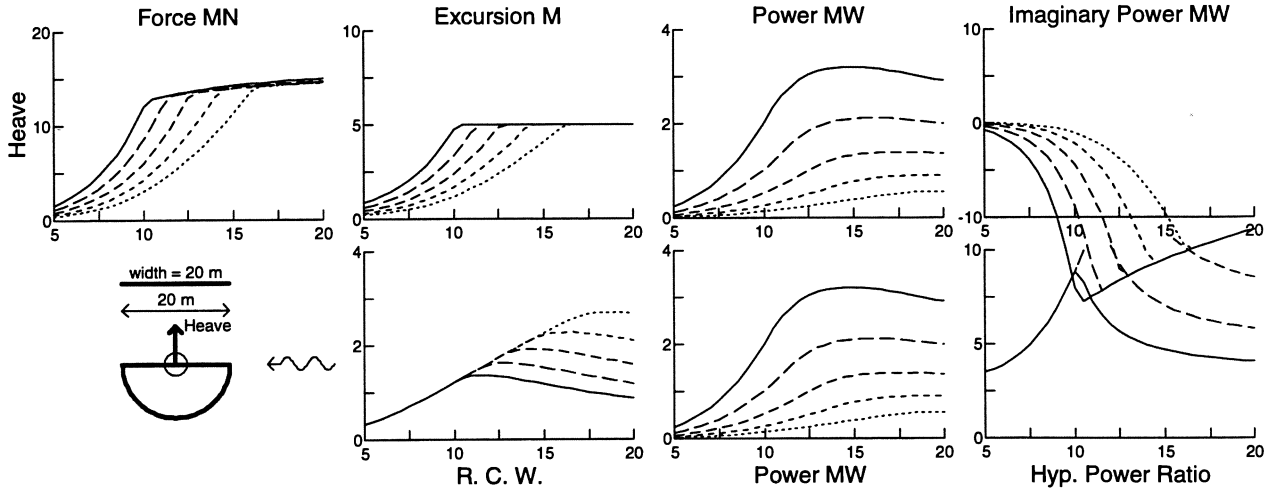 Force MN
Excursion M
Power MW
Imaginary Power MW
20
10
0
Heave
5 10 15 20
10
5
0
5 10 15 20
4
2
0
5 10 15 20
10
0
-10
5 10 15 20
width = 20 m
20 m
Heave
4
2
0
5 10 15 20
R. C. W.
4
2
0
5 10 15 20
Power MW
10
5
0
5 10 15 20
Hyp. Power Ratio